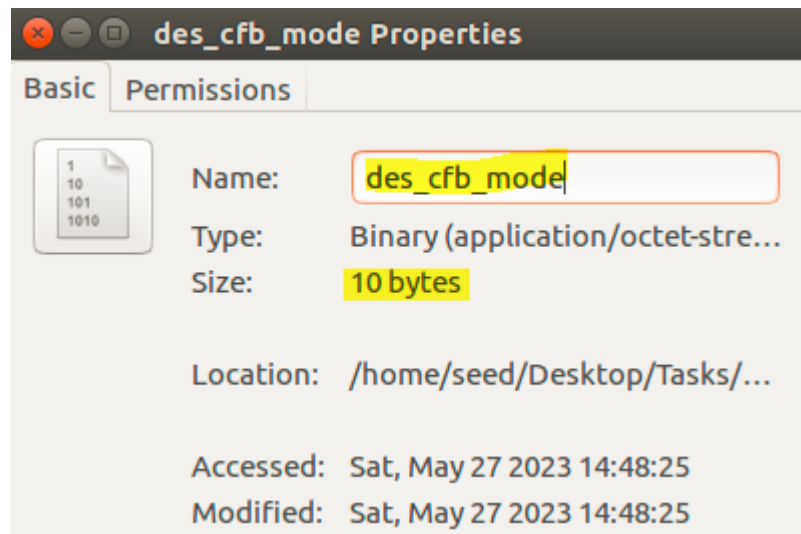 des_cfb_mode Properties
Basic Permissions
1
10
101
1010
Name: des_cfb_mode
Type: Binary (application/octet-stre...
Size: 10 bytes
Location: /home/seed/Desktop/Tasks/...
Accessed: Sat, May 27 2023 14:48:25
Modified: Sat, May 27 2023 14:48:25